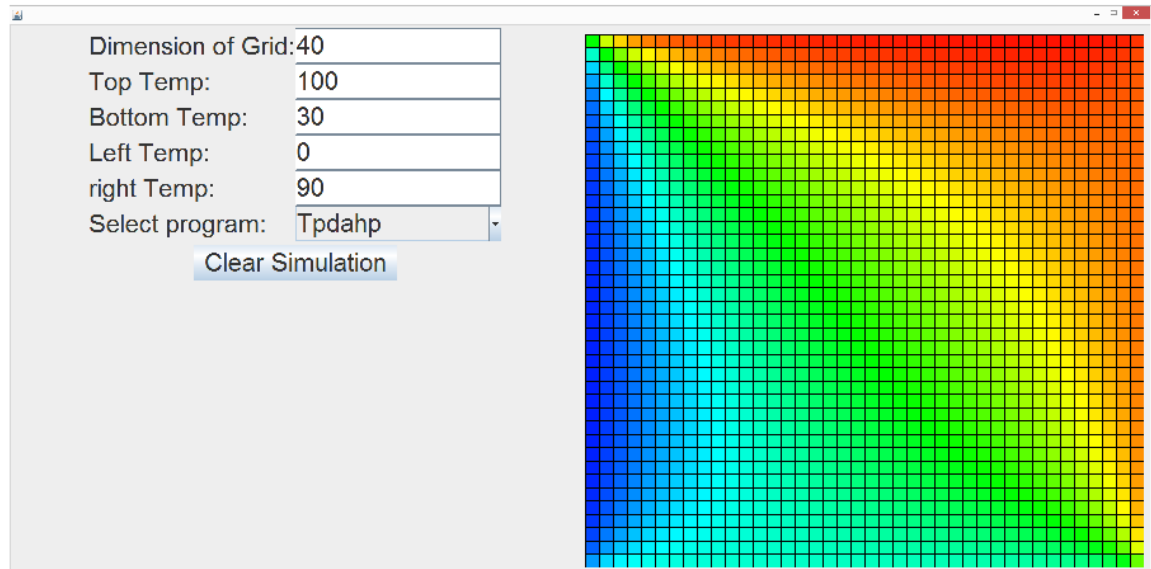 Dimension of Grid: 40
Top Temp: 100
Bottom Temp: 30
Left Temp: 0
right Temp: 90
Select program: Tpdahp
Clear Simulation